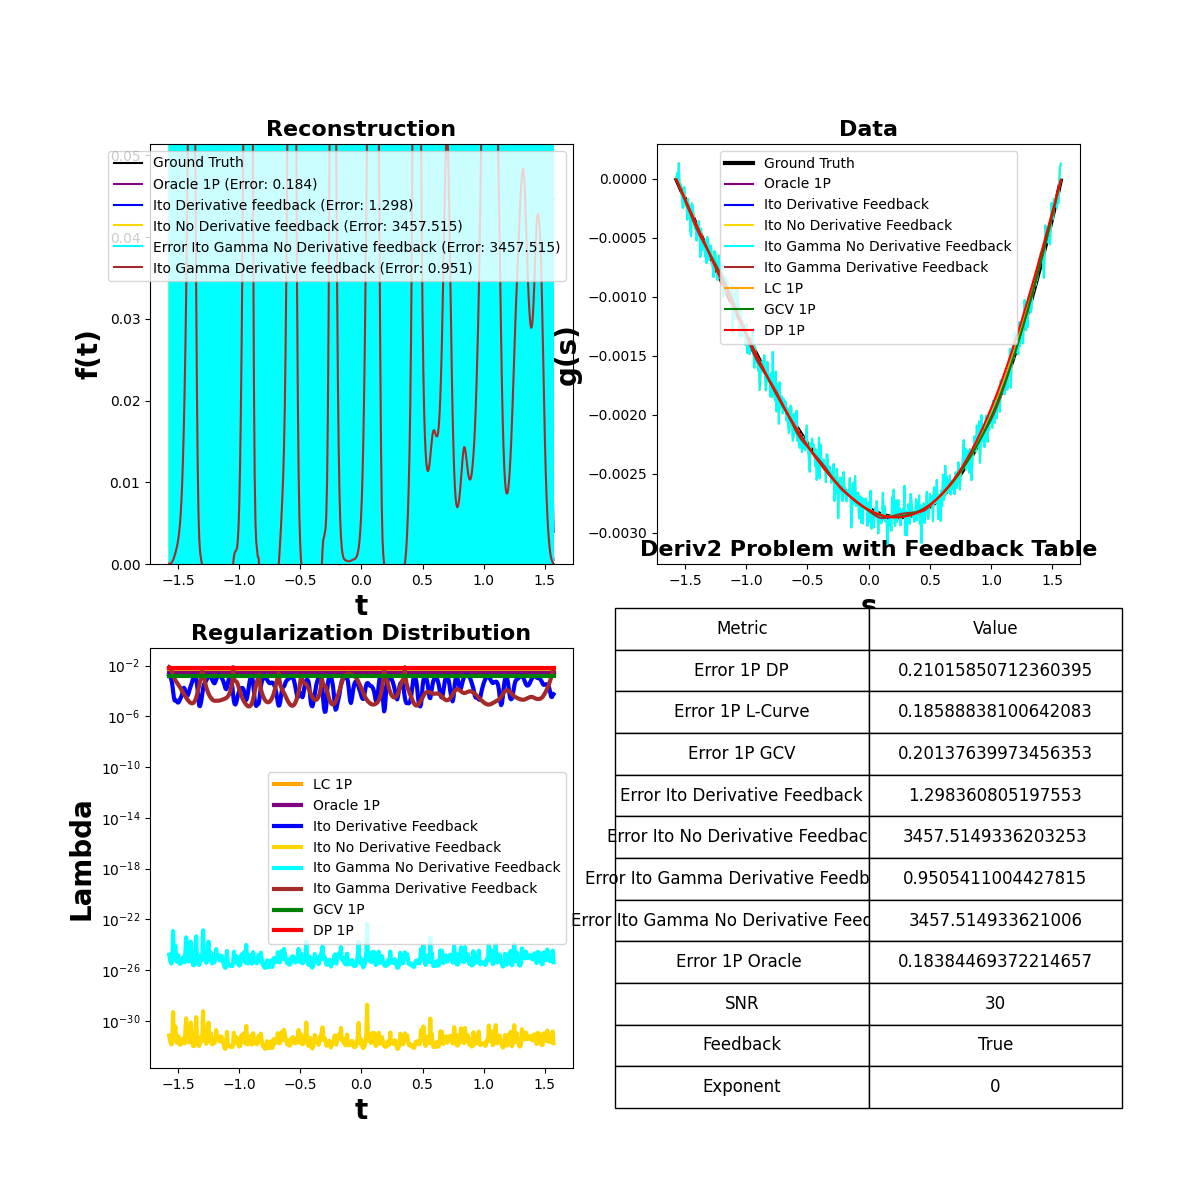 Reconstruction
0.05
0.04
0.03
0.02
0.01
0.00
f(t)
Ground Truth
Oracle 1P (Error: 0.184)
Ito Derivative feedback (Error: 1.298)
Ito No Derivative feedback (Error: 3457.515)
Error Ito Gamma No Derivative feedback (Error: 3457.515)
Ito Gamma Derivative feedback (Error: 0.951)
−1.5 −1.0 −0.5 0.0 0.5 1.0 1.5
t
Data
0.0000
−0.0005
−0.0010
−0.0015
−0.0020
−0.0025
−0.0030
g(s)
Ground Truth
Oracle 1P
Ito Derivative Feedback
Ito No Derivative Feedback
Ito Gamma No Derivative Feedback
Ito Gamma Derivative Feedback
LC 1P
GCV 1P
DP 1P
−1.5 −1.0 −0.5 0.0 0.5 1.0 1.5
s
Regularization Distribution
10−2
10−6
10−10
10−14
10−18
10−22
10−26
10−30
Lambda
LC 1P
Oracle 1P
Ito Derivative Feedback
Ito No Derivative Feedback
Ito Gamma No Derivative Feedback
Ito Gamma Derivative Feedback
GCV 1P
DP 1P
−1.5 −1.0 −0.5 0.0 0.5 1.0 1.5
t
Deriv2 Problem with Feedback Table
Metric Value
Error 1P DP 0.21015850712360395
Error 1P L-Curve 0.18588838100642083
Error 1P GCV 0.20137639973456353
Error Ito Derivative Feedback 1.298360805197553
Error Ito No Derivative Feedbac 3457.5149336203253
Error Ito Gamma Derivative Feedb 0.9505411004427815
Error Ito Gamma No Derivative Feed 3457.514933621006
Error 1P Oracle 0.18384469372214657
SNR 30
Feedback True
Exponent 0